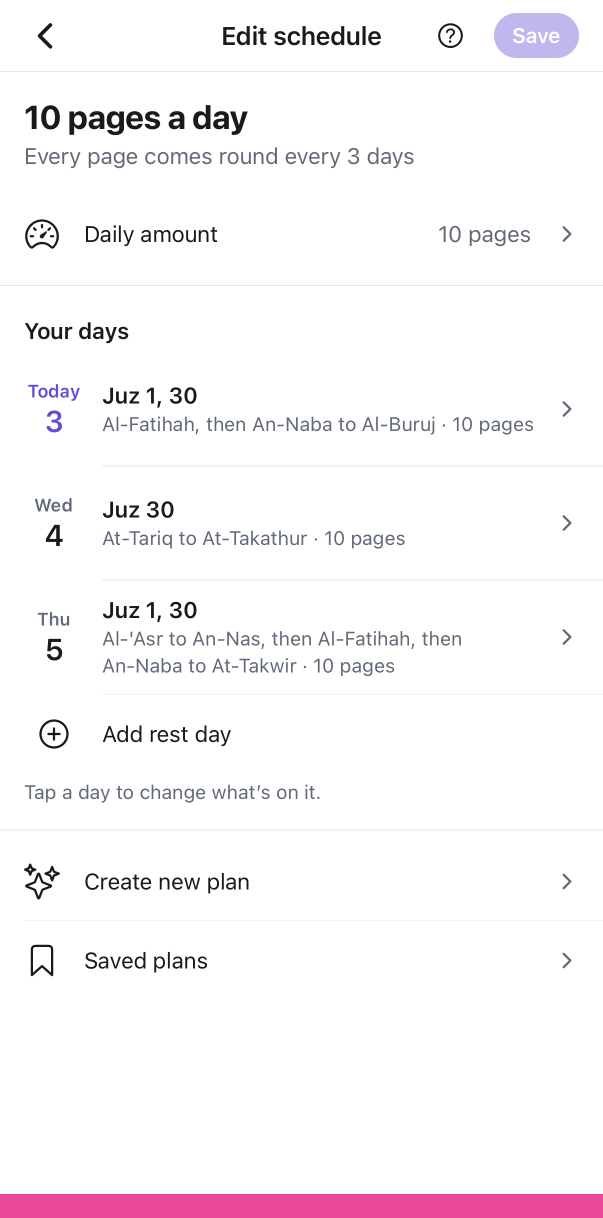 Edit schedule
Save
10 pages a day
Every page comes round every 3 days
Daily amount
10 pages
Your days
Today
3
Juz 1, 30
Al-Fatihah, then An-Naba to Al-Buruj · 10 pages
Wed
4
Juz 30
At-Tariq to At-Takathur · 10 pages
Thu
5
Juz 1, 30
Al-'Asr to An-Nas, then Al-Fatihah, then
An-Naba to At-Takwir · 10 pages
Add rest day
Tap a day to change what’s on it.
Create new plan
Saved plans